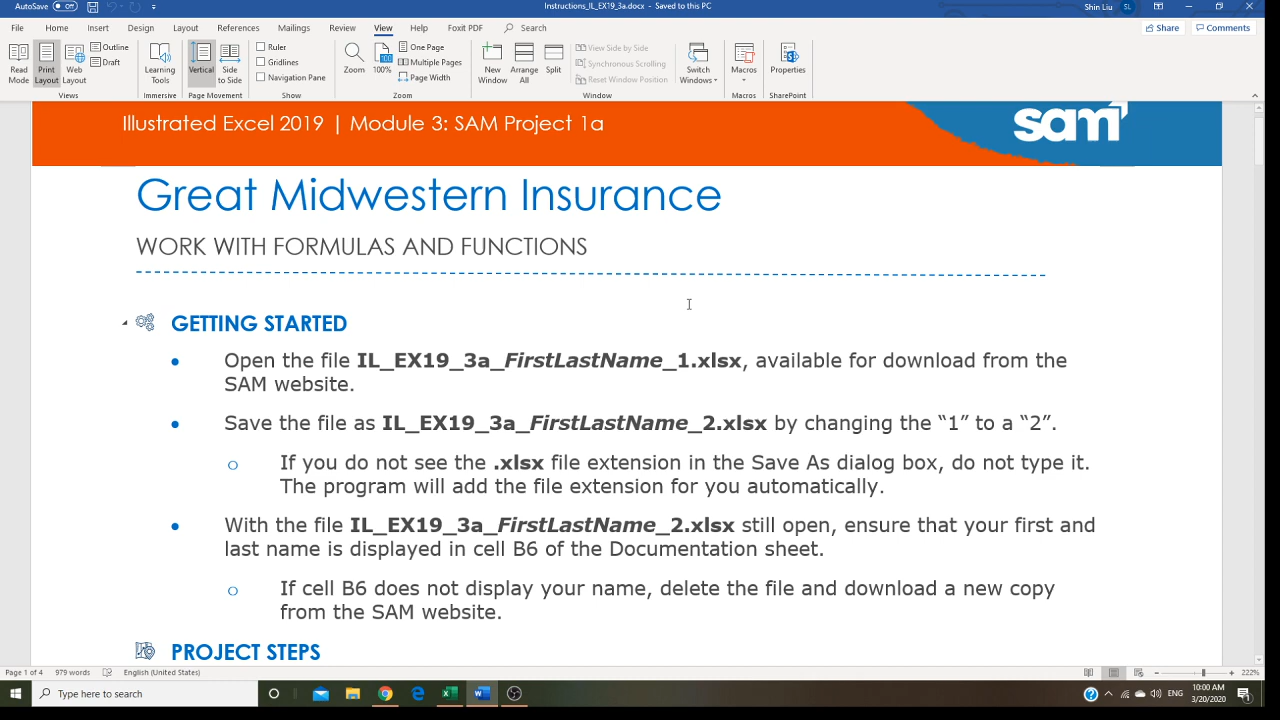 AutoSave Off
Instructions_IL_EX19_3a.docx - Saved to this PC
Shin Liu SL
File Home Insert Design Layout References Mailings Review View Help Foxit PDF Search Share Comments
Read Mode
Print Layout
Web Layout
Outline
Draft
Learning Tools
Vertical
Side to Side
Ruler
Gridlines
Navigation Pane
Zoom
100
100%
One Page
Multiple Pages
Page Width
New Window
Arrange All
Split
View Side by Side
Synchronous Scrolling
Reset Window Position
Switch Windows
Macros
Properties
Views Immersive Page Movement Show Zoom Window Macros SharePoint
Illustrated Excel 2019 | Module 3: SAM Project 1a
sam
Great Midwestern Insurance
WORK WITH FORMULAS AND FUNCTIONS
GETTING STARTED
• Open the file IL_EX19_3a_FirstLastName_1.xlsx, available for download from the
SAM website.
• Save the file as IL_EX19_3a_FirstLastName_2.xlsx by changing the “1” to a “2”.
o If you do not see the .xlsx file extension in the Save As dialog box, do not type it.
The program will add the file extension for you automatically.
• With the file IL_EX19_3a_FirstLastName_2.xlsx still open, ensure that your first and
last name is displayed in cell B6 of the Documentation sheet.
o If cell B6 does not display your name, delete the file and download a new copy
from the SAM website.
PROJECT STEPS
Page 1 of 4 979 words English (United States) 222%
Type here to search
ENG
10:00 AM
3/20/2020
1